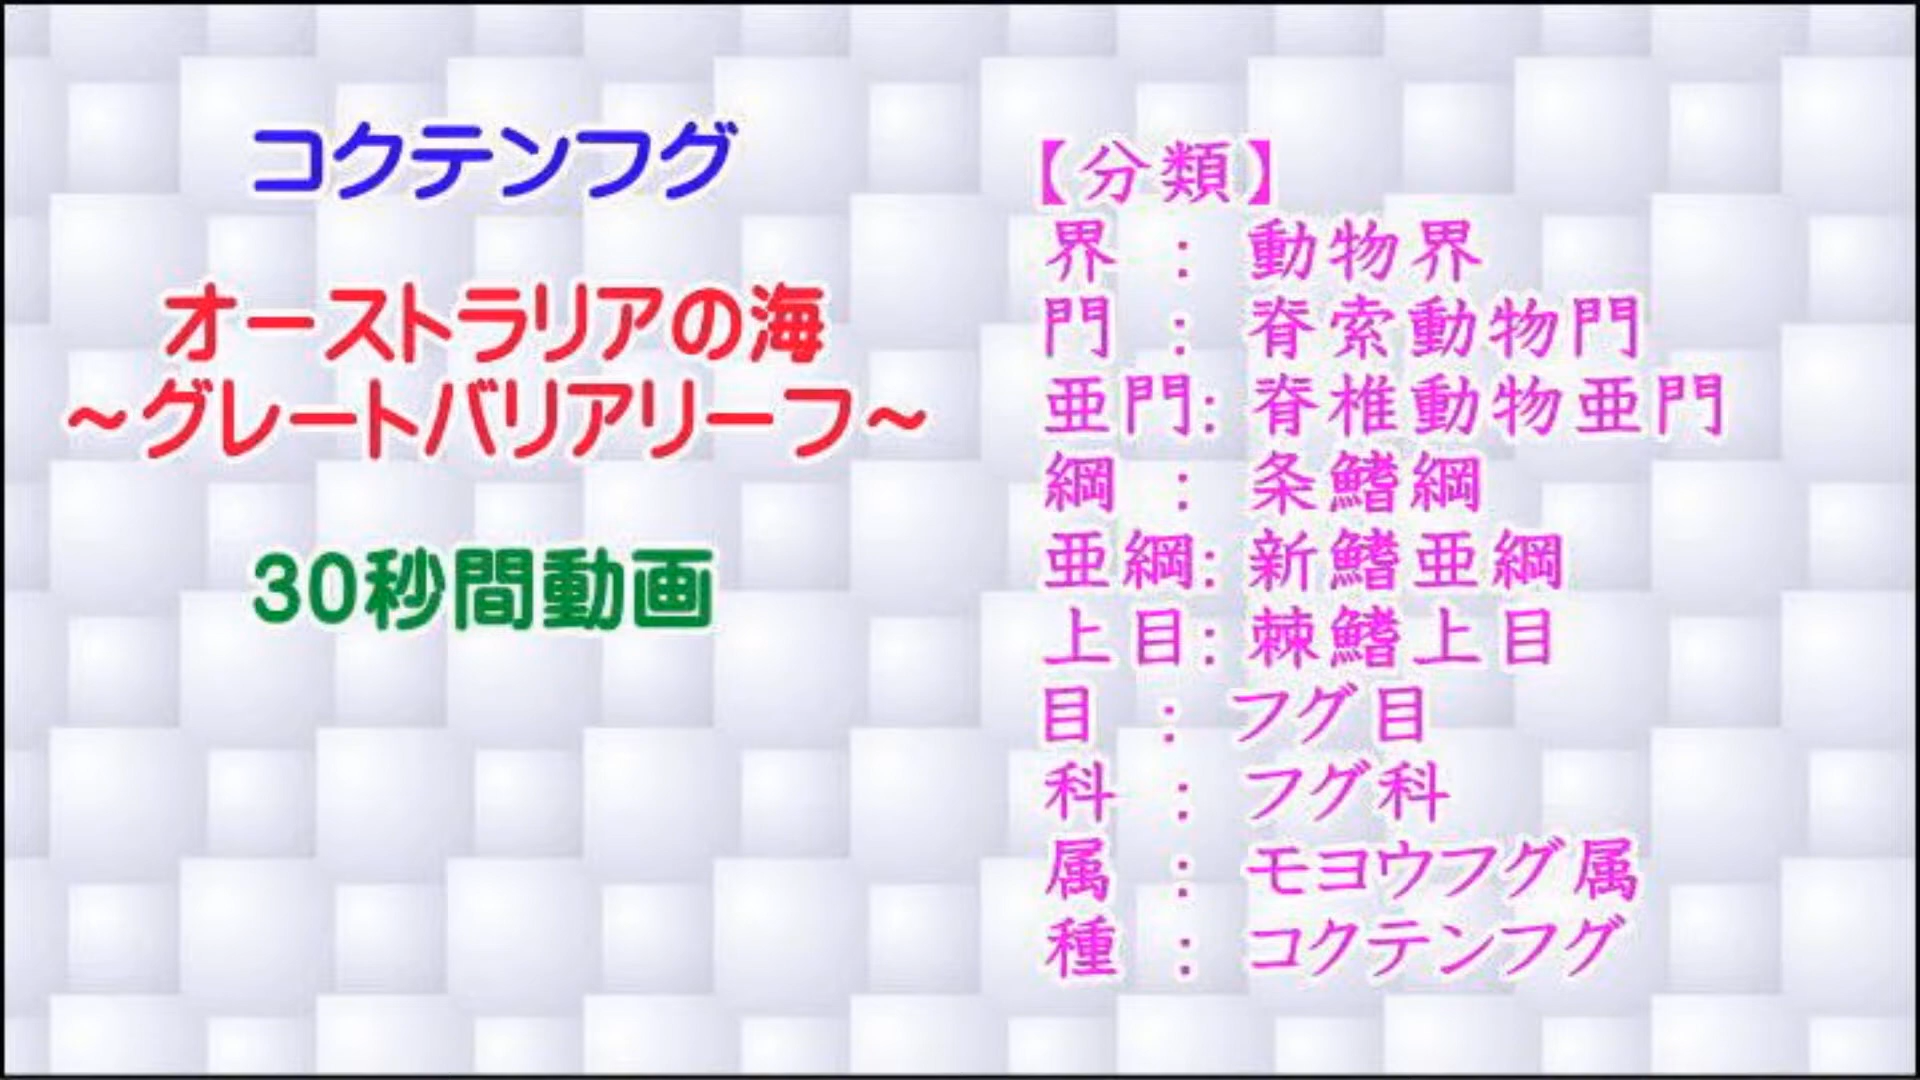 コクテンフグ
オーストラリアの海
～グレートバリアリーフ～
30秒間動画
【分類】
界 : 動物界
門 : 脊索動物門
亜門: 脊椎動物亜門
綱 : 条鰭綱
亜綱: 新鰭亜綱
上目: 棘鰭上目
目 : フグ目
科 : フグ科
属 : モヨウフグ属
種 : コクテンフグ